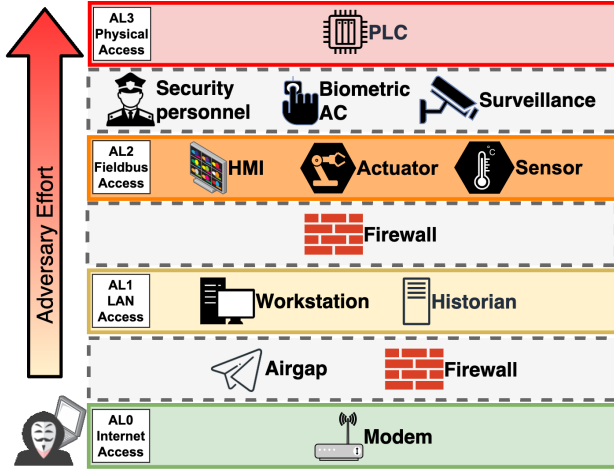 AL3
Physical
Access
PLC
Security
personnel
Biometric
AC
Surveillance
AL2
Fieldbus
Access
HMI
Actuator
°C
Sensor
Firewall
AL1
LAN
Access
Workstation
Historian
Airgap
Firewall
AL0
Internet
Access
Modem
Adversary Effort